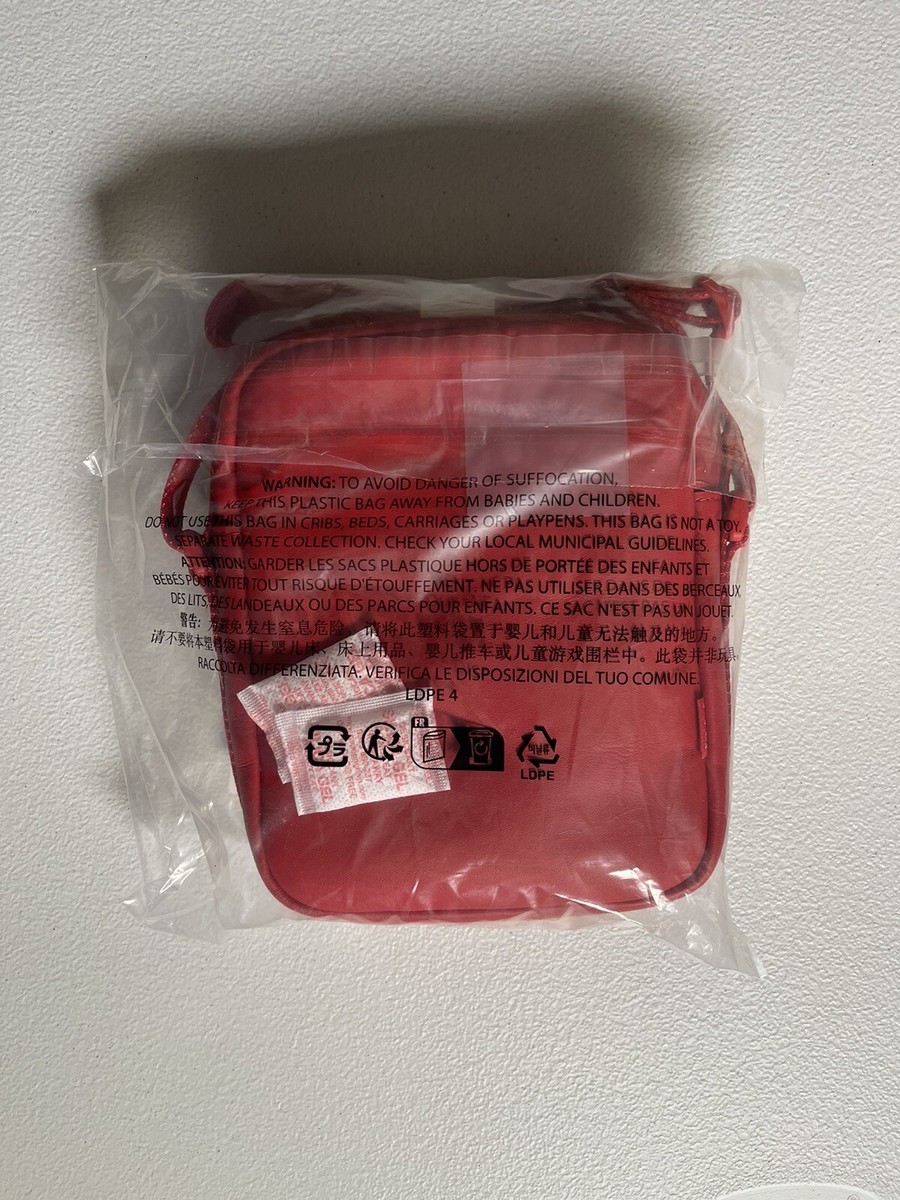 WARNING: TO AVOID DANGER OF SUFFOCATION,
KEEP THIS PLASTIC BAG AWAY FROM BABIES AND CHILDREN.
DO NOT USE THIS BAG IN CRIBS, BEDS, CARRIAGES OR PLAYPENS. THIS BAG IS NOT A TOY.
SEPARATE WASTE COLLECTION. CHECK YOUR LOCAL MUNICIPAL GUIDELINES.
ATTENTION: GARDER LES SACS PLASTIQUE HORS DE PORTÉE DES ENFANTS ET
BÉBÉS POUR ÉVITER TOUT RISQUE D'ÉTOUFFEMENT. NE PAS UTILISER DANS DES BERCEAUX,
DES LITS, DES LANDEAUX OU DES PARCS POUR ENFANTS. CE SAC N'EST PAS UN JOUET.
警告: 为避免发生窒息危险，请将此塑料袋置于婴儿和儿童无法触及的地方。
请不要将本塑料袋用于婴儿床、床上用品、婴儿推车或儿童游戏围栏中。此袋并非玩具
RACCOLTA DIFFERENZIATA. VERIFICA LE DISPOSIZIONI DEL TUO COMUNE.
LDPE 4
プラ
FR
비닐류
LDPE
GEL
GEL